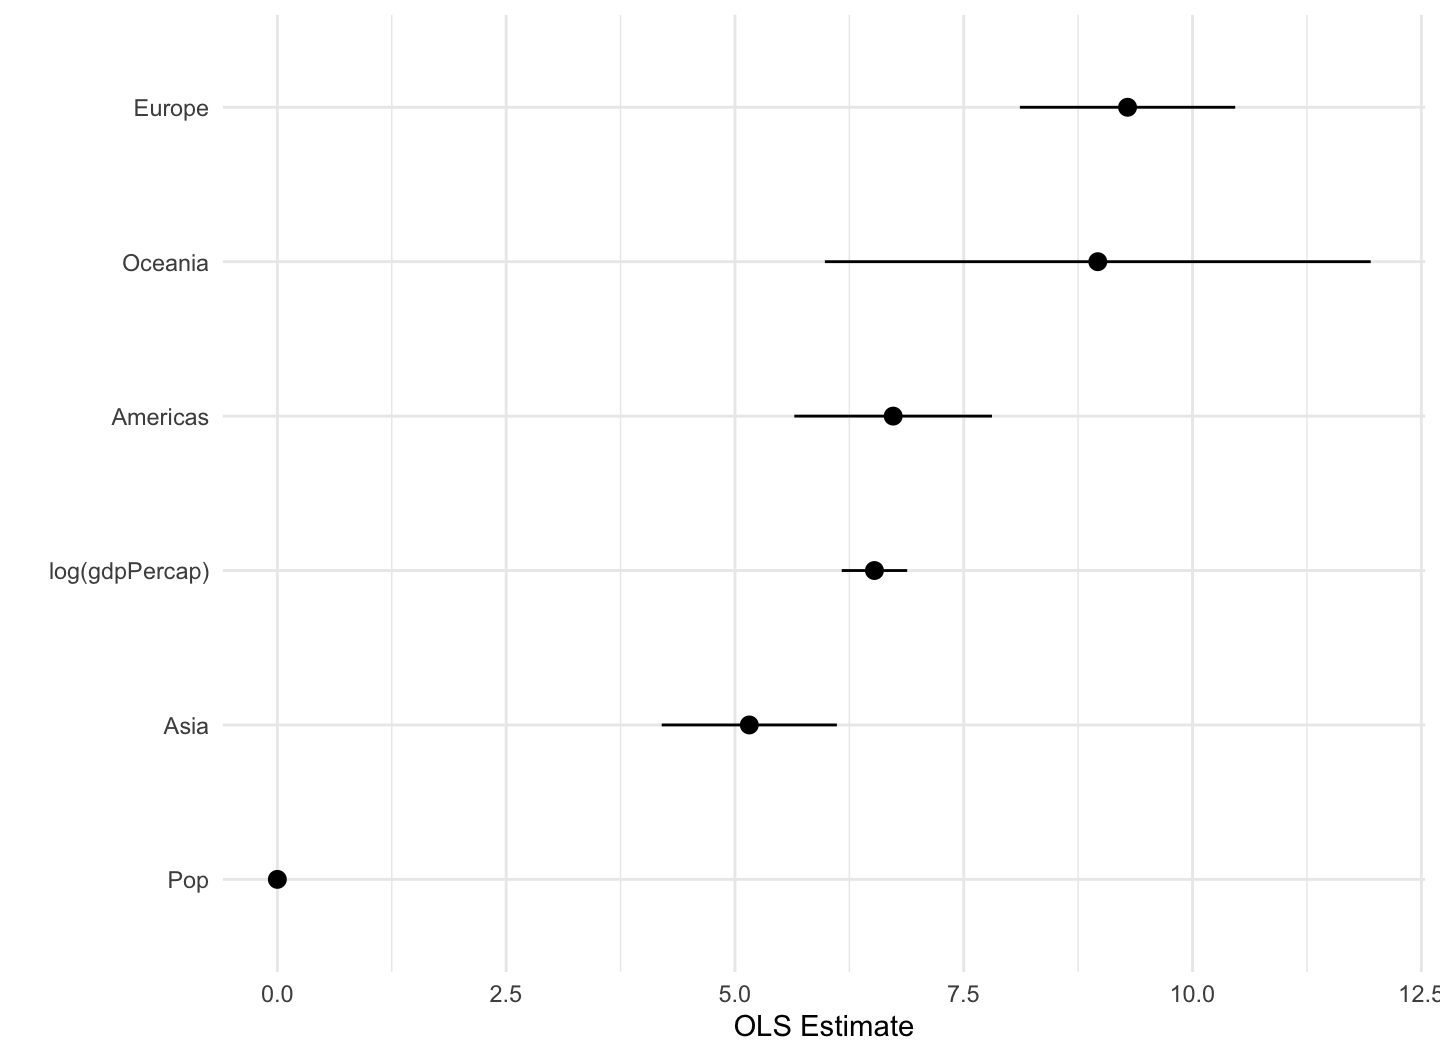 Europe
Oceania
Americas
log(gdpPercap)
Asia
Pop
0.0 2.5 5.0 7.5 10.0 12.5
OLS Estimate